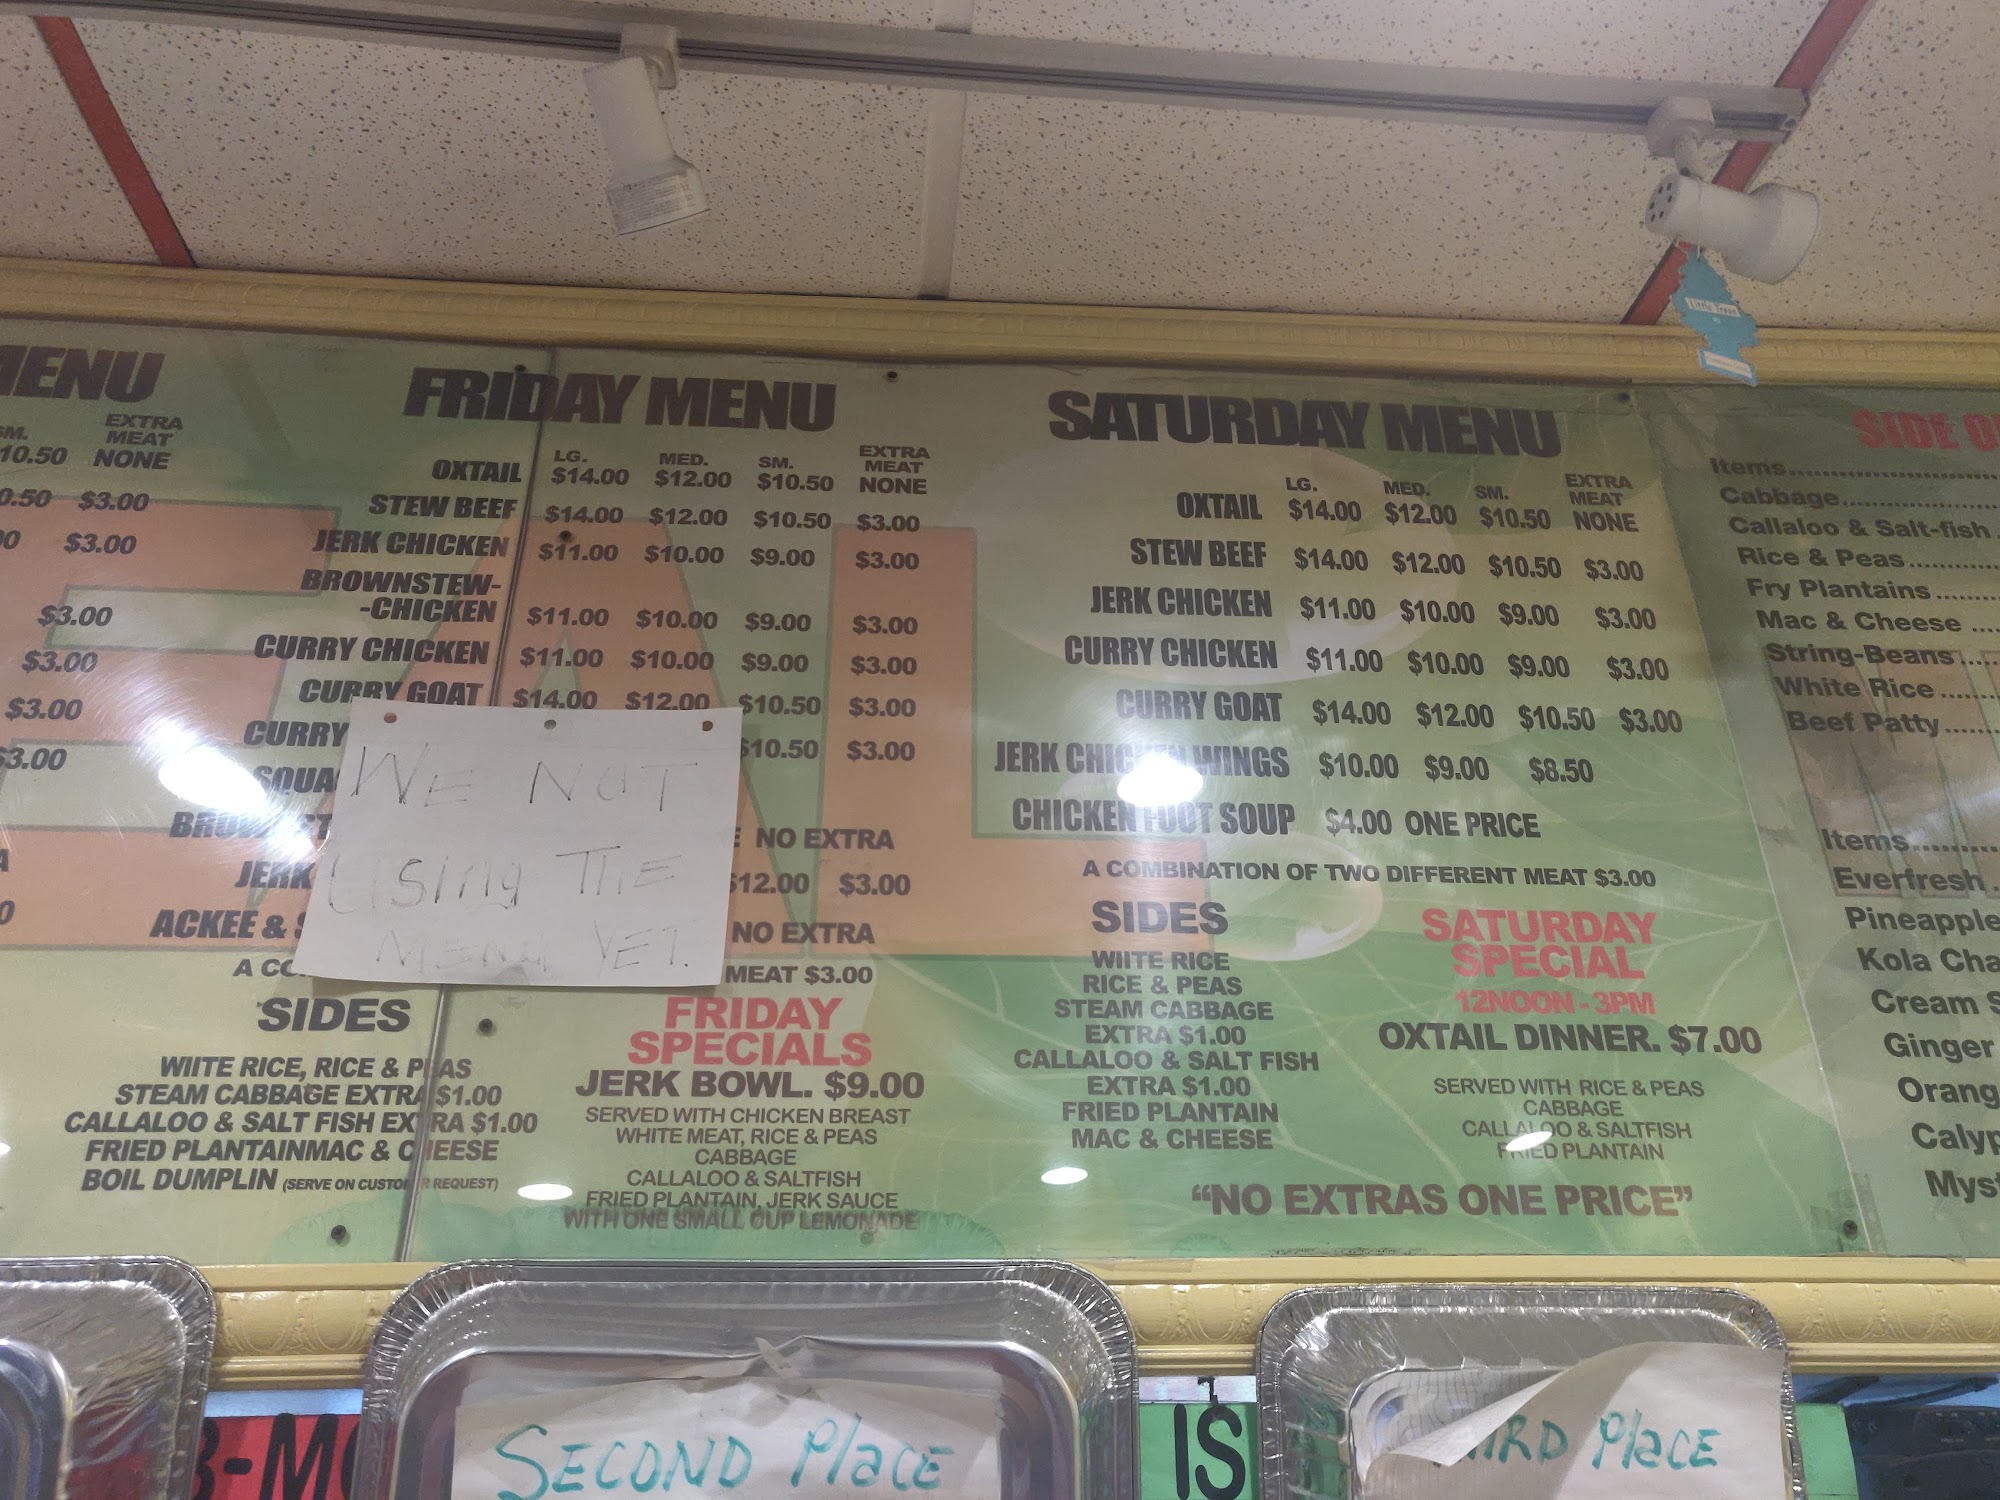 MENU
SM.
EXTRA
MEAT
10.50 NONE
0.50 $3.00
$3.00
$3.00
$3.00
$3.00
$3.00
FRIDAY MENU
LG. MED. SM. EXTRA
MEAT
OXTAIL $14.00 $12.00 $10.50 NONE
STEW BEEF $14.00 $12.00 $10.50 $3.00
JERK CHICKEN $11.00 $10.00 $9.00 $3.00
BROWNSTEW-
-CHICKEN $11.00 $10.00 $9.00 $3.00
CURRY CHICKEN $11.00 $10.00 $9.00 $3.00
CURRY GOAT $14.00 $12.00 $10.50 $3.00
CURRY $10.50 $3.00
NO EXTRA
JERK $12.00 $3.00
ACKEE & NO EXTRA
MEAT $3.00
WE NOT
Using THE
MENU YET.
SIDES
WIITE RICE, RICE & PEAS
STEAM CABBAGE EXTRA $1.00
CALLALOO & SALT FISH EXTRA $1.00
FRIED PLANTAINMAC & CHEESE
BOIL DUMPLIN (SERVE ON CUSTOMER REQUEST)
FRIDAY
SPECIALS
JERK BOWL. $9.00
SERVED WITH CHICKEN BREAST
WHITE MEAT, RICE & PEAS
CABBAGE
CALLALOO & SALTFISH
FRIED PLANTAIN, JERK SAUCE
WITH ONE SMALL CUP LEMONADE
SATURDAY MENU
LG. MED. SM. EXTRA
MEAT
OXTAIL $14.00 $12.00 $10.50 NONE
STEW BEEF $14.00 $12.00 $10.50 $3.00
JERK CHICKEN $11.00 $10.00 $9.00 $3.00
CURRY CHICKEN $11.00 $10.00 $9.00 $3.00
CURRY GOAT $14.00 $12.00 $10.50 $3.00
JERK CHICKEN WINGS $10.00 $9.00 $8.50
CHICKEN FOOT SOUP $4.00 ONE PRICE
A COMBINATION OF TWO DIFFERENT MEAT $3.00
SIDES
WIITE RICE
RICE & PEAS
STEAM CABBAGE
EXTRA $1.00
CALLALOO & SALT FISH
EXTRA $1.00
FRIED PLANTAIN
MAC & CHEESE
SATURDAY
SPECIAL
12NOON - 3PM
OXTAIL DINNER. $7.00
SERVED WITH RICE & PEAS
CABBAGE
CALLALOO & SALTFISH
FRIED PLANTAIN
“NO EXTRAS ONE PRICE”
SIDE
Items
Cabbage
Callaloo & Salt-fish
Rice & Peas
Fry Plantains
Mac & Cheese
String-Beans
White Rice
Beef Patty
Items
Everfresh
Pineapple
Kola
Cream
Ginger
Little Trees
SECOND Place
IS
Place